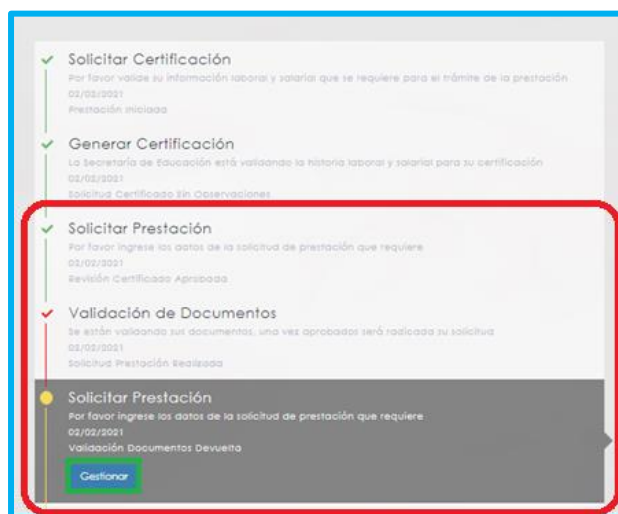 Solicitar Certificación
Por favor valide su información laboral y salarial que se requiere para el trámite de la prestación
02/02/2021
Prestación Iniciada
Generar Certificación
La Secretaría de Educación está validando la historia laboral y salarial para su certificación
02/02/2021
Solicitud Certificado Sin Observaciones
Solicitar Prestación
Por favor ingrese los datos de la solicitud de prestación que requiere
02/02/2021
Revisión Certificado Aprobada
Validación de Documentos
Se están validando sus documentos, una vez aprobados será radicada su solicitud
02/02/2021
Solicitud Prestación Realizada
Solicitar Prestación
Por favor ingrese los datos de la solicitud de prestación que requiere
02/02/2021
Validación Documentos Devuelta
Gestionar